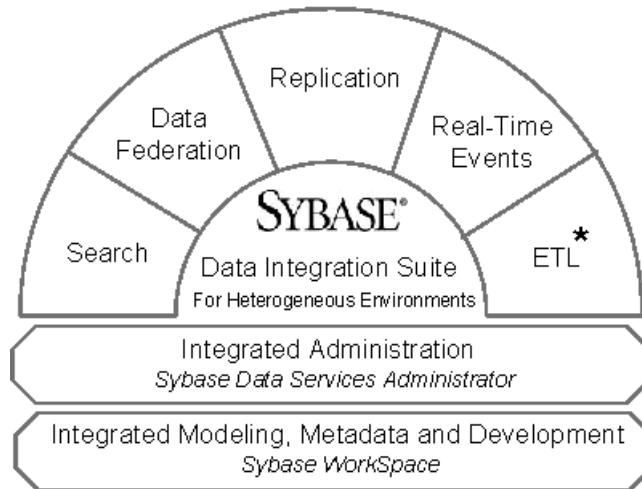 Replication
Data
Federation
Real-Time
Events
Search
ETL*
SYBASE®
Data Integration Suite
For Heterogeneous Environments
Integrated Administration
Sybase Data Services Administrator
Integrated Modeling, Metadata and Development
Sybase WorkSpace